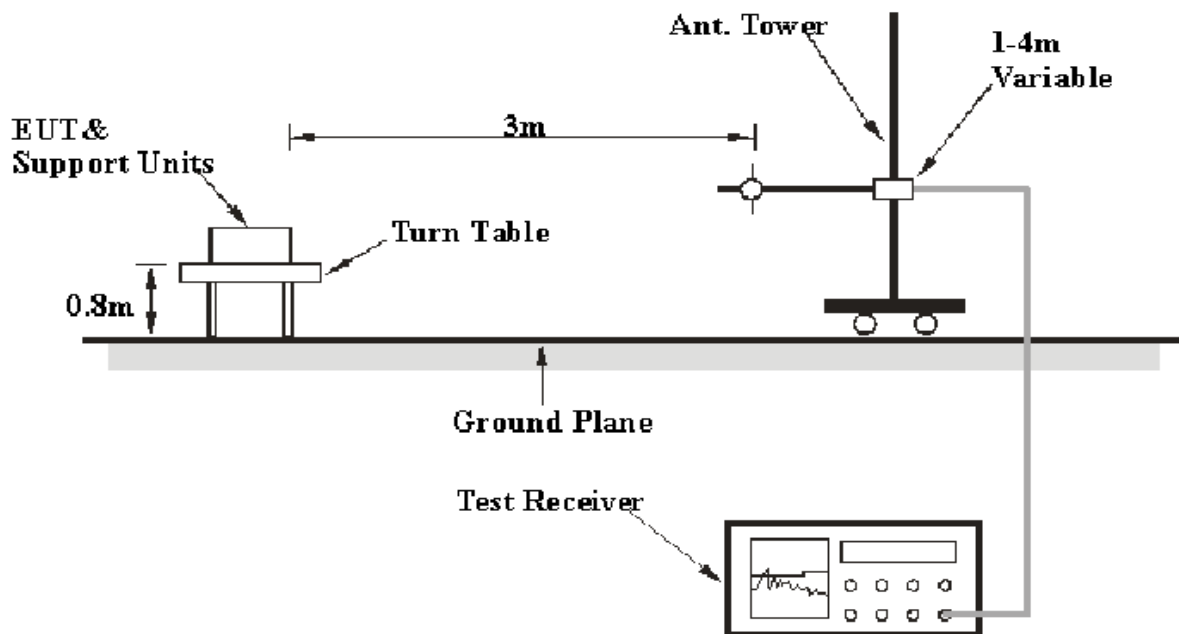 Ant. Tower
1-4m
Variable
3m
EUT&
Support Units
Turn Table
0.8m
Ground Plane
Test Receiver